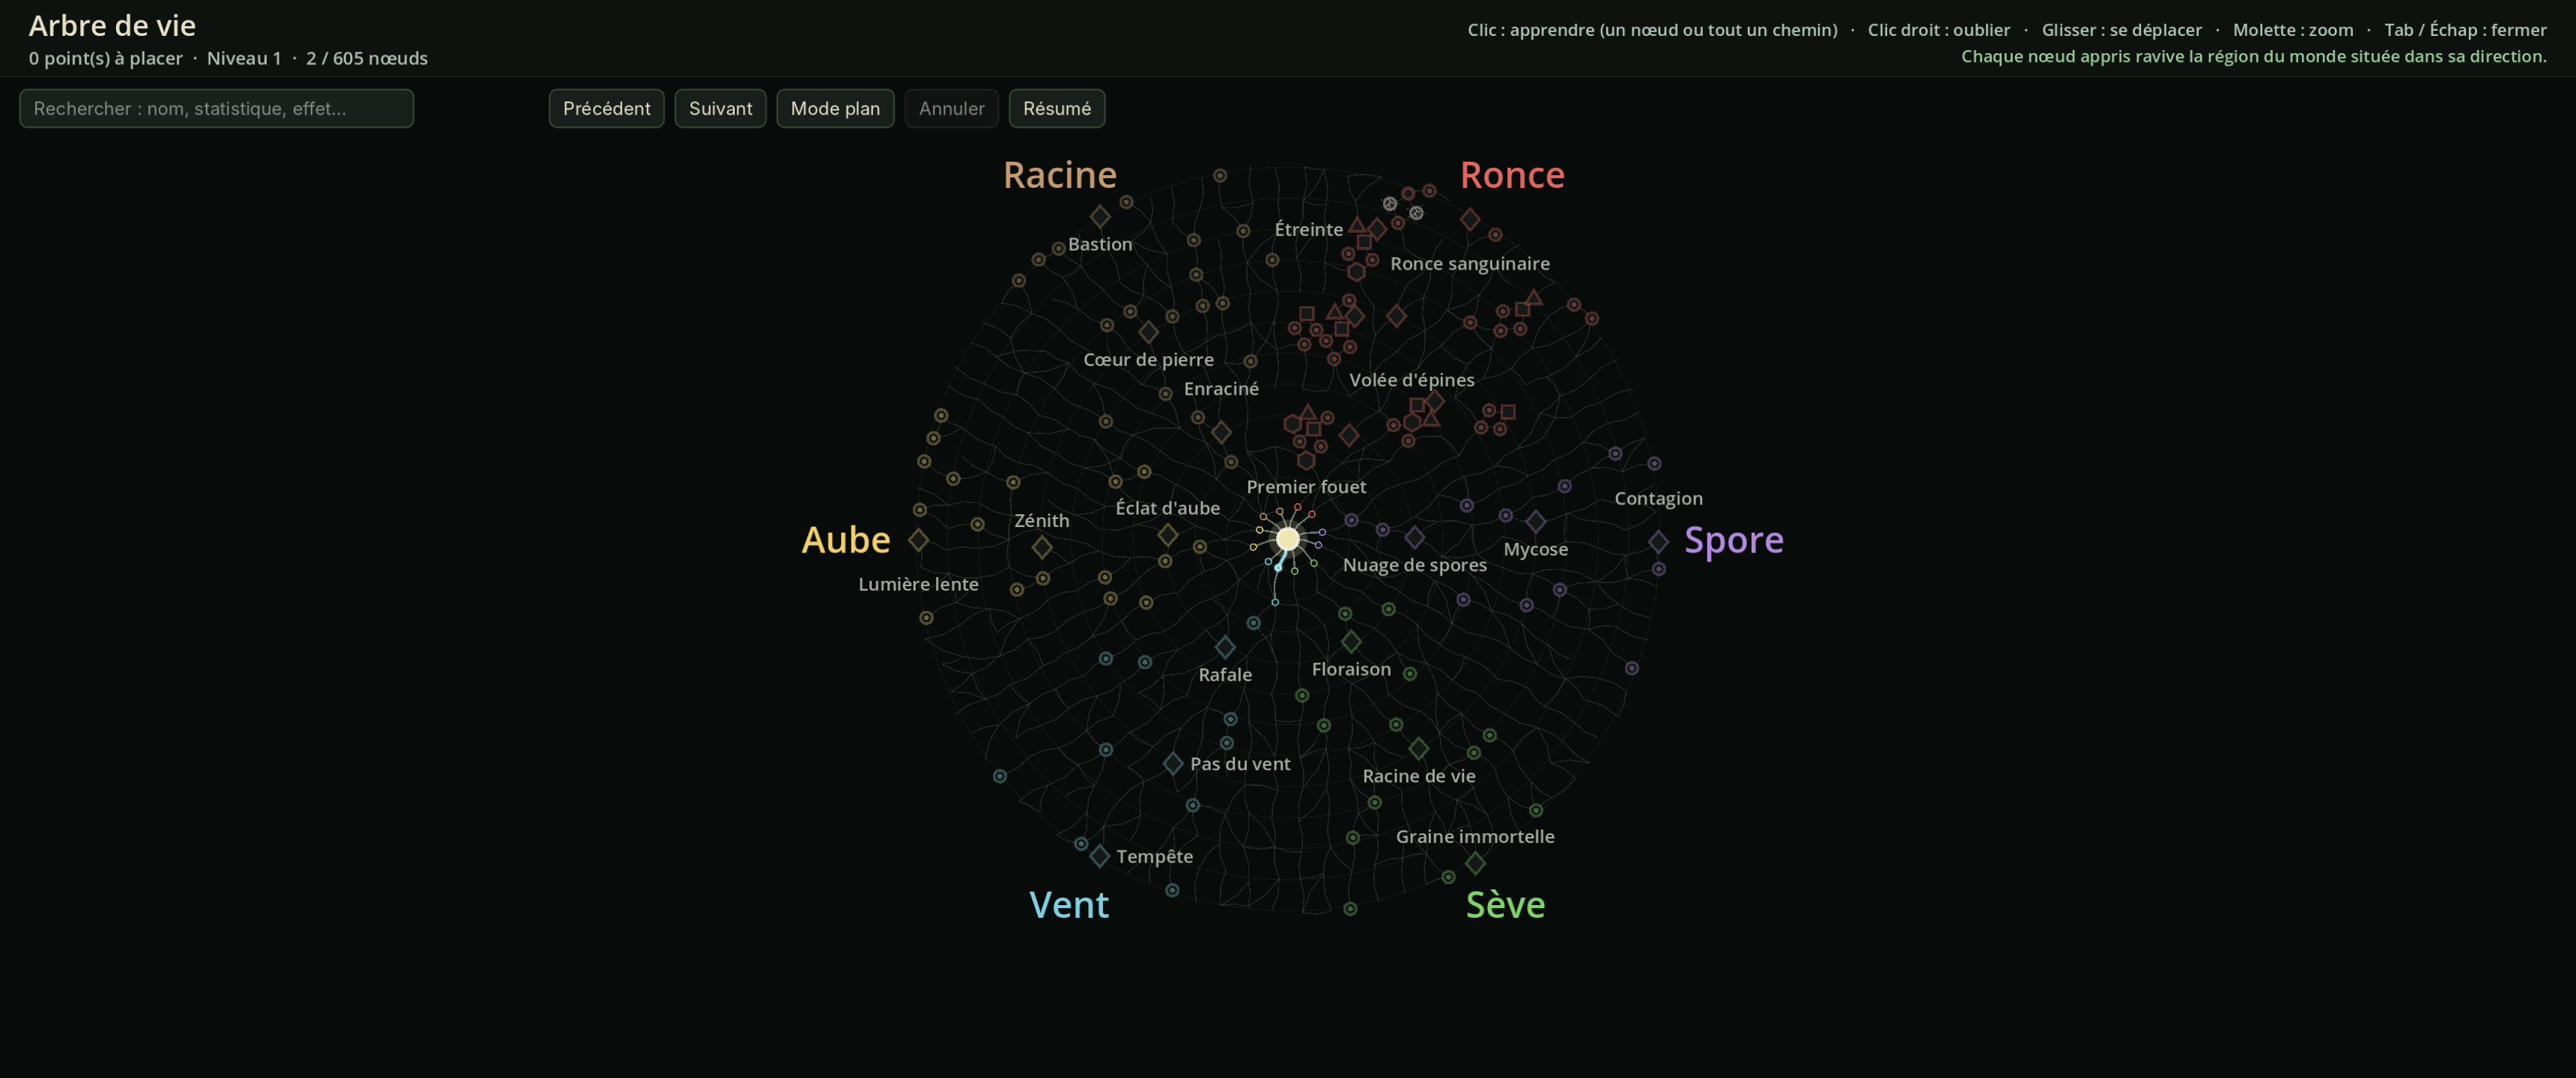 Arbre de vie
0 point(s) à placer · Niveau 1 · 2 / 605 nœuds
Clic : apprendre (un nœud ou tout un chemin) · Clic droit : oublier · Glisser : se déplacer · Molette : zoom · Tab / Échap : fermer
Chaque nœud appris ravive la région du monde située dans sa direction.
Rechercher : nom, statistique, effet...
Précédent
Suivant
Mode plan
Annuler
Résumé
Racine
Ronce
Étreinte
Bastion
Ronce sanguinaire
Cœur de pierre
Enraciné
Volée d'épines
Premier fouet
Contagion
Éclat d'aube
Zénith
Aube
Spore
Mycose
Nuage de spores
Lumière lente
Rafale
Floraison
Pas du vent
Racine de vie
Graine immortelle
Tempête
Vent
Sève